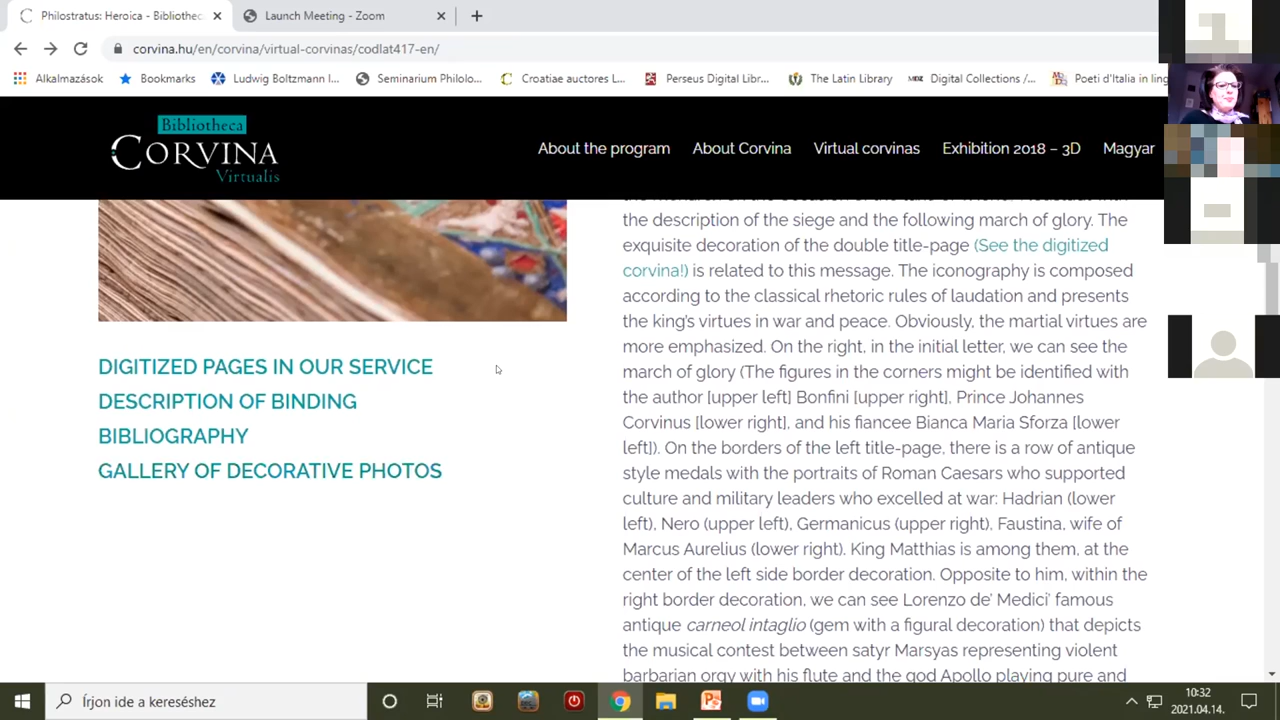 Philostratus: Heroica - Bibliothec
Launch Meeting - Zoom
corvina.hu/en/corvina/virtual-corvinas/codlat417-en/
Alkalmazások
Bookmarks
Ludwig Boltzmann I...
Seminarium Philolo...
Croatiae auctores L...
Perseus Digital Libr...
The Latin Library
Digital Collections /...
Poeti d'Italia in ling
Bibliotheca
CORVINA
Virtualis
About the program
About Corvina
Virtual corvinas
Exhibition 2018 – 3D
Magyar
DIGITIZED PAGES IN OUR SERVICE
DESCRIPTION OF BINDING
BIBLIOGRAPHY
GALLERY OF DECORATIVE PHOTOS
the description of the siege and the following march of glory. The
exquisite decoration of the double title-page (See the digitized
corvina!) is related to this message. The iconography is composed
according to the classical rhetoric rules of laudation and presents
the king's virtues in war and peace. Obviously, the martial virtues are
more emphasized. On the right, in the initial letter, we can see the
march of glory (The figures in the corners might be identified with
the author [upper left] Bonfini [upper right], Prince Johannes
Corvinus [lower right], and his fiancee Bianca Maria Sforza [lower
left]). On the borders of the left title-page, there is a row of antique
style medals with the portraits of Roman Caesars who supported
culture and military leaders who excelled at war: Hadrian (lower
left), Nero (upper left), Germanicus (upper right), Faustina, wife of
Marcus Aurelius (lower right). King Matthias is among them, at the
center of the left side border decoration. Opposite to him, within the
right border decoration, we can see Lorenzo de' Medici' famous
antique carneol intaglio (gem with a figural decoration) that depicts
the musical contest between satyr Marsyas representing violent
barbarian orgy with his flute and the god Apollo playing pure and
Írjon ide a kereséshez
10:32
2021.04.14.